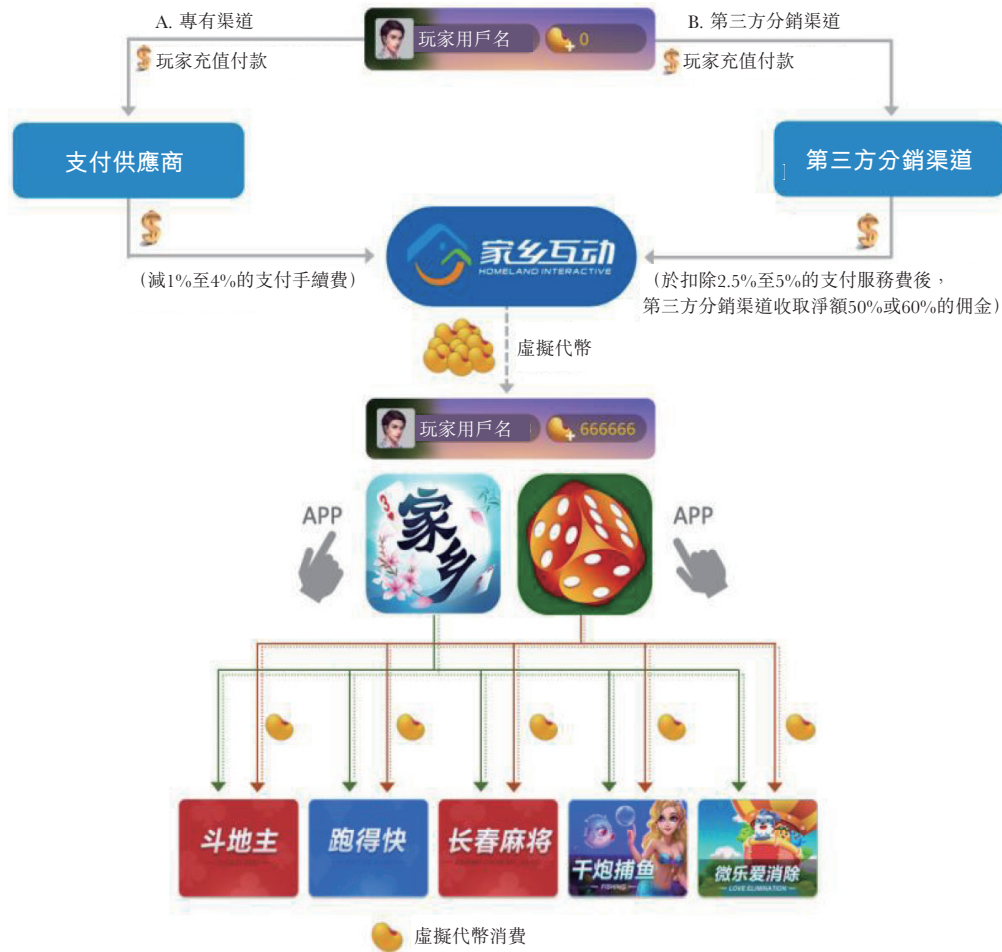 A. 專有渠道
玩家充值付款
玩家用戶名
0
B. 第三方分銷渠道
玩家充值付款
支付供應商
第三方分銷渠道
家乡互动
HOMELAND INTERACTIVE
(減1%至4%的支付手續費)
(於扣除2.5%至5%的支付服務費後，
第三方分銷渠道收取淨額50%或60%的佣金)
虛擬代幣
玩家用戶名
666666
APP
3
家乡
APP
斗地主
跑得快
长春麻将
千炮捕鱼
FISHING
微乐爱消除
LOVE ELIMINATION
虛擬代幣消費